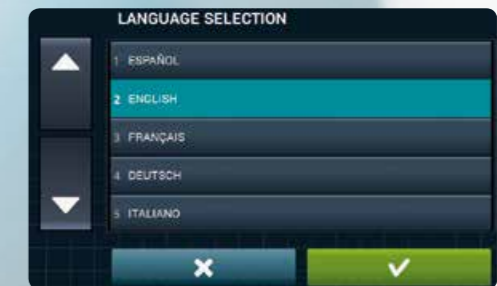 LANGUAGE SELECTION
1 ESPAÑOL
2 ENGLISH
3 FRANÇAIS
4 DEUTSCH
5 ITALIANO